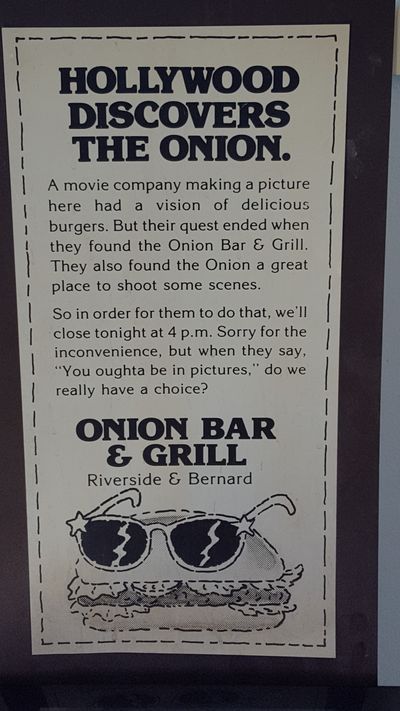 HOLLYWOOD
DISCOVERS
THE ONION.
A movie company making a picture
here had a vision of delicious
burgers. But their quest ended when
they found the Onion Bar & Grill.
They also found the Onion a great
place to shoot some scenes.
So in order for them to do that, we'll
close tonight at 4 p.m. Sorry for the
inconvenience, but when they say,
"You oughta be in pictures," do we
really have a choice?
ONION BAR
& GRILL
Riverside & Bernard